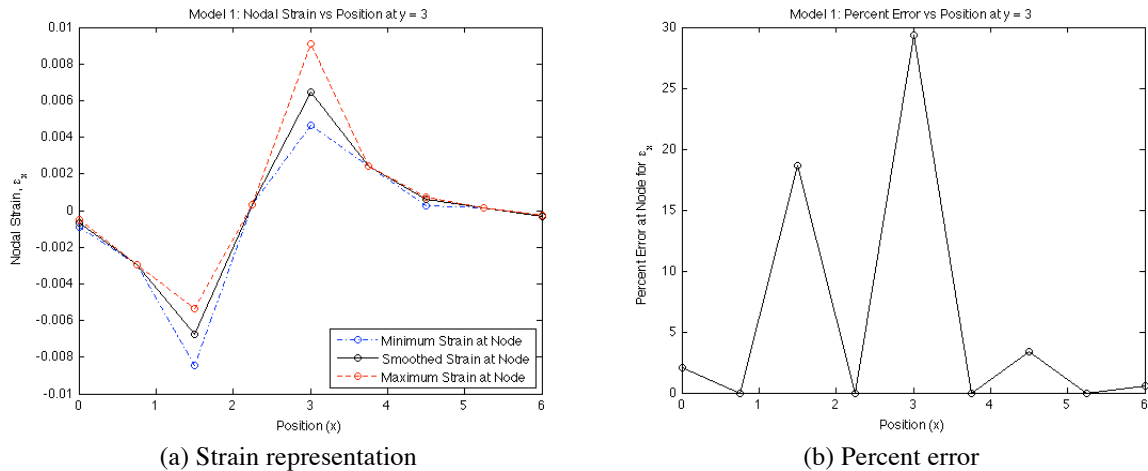 Model 1: Nodal Strain vs Position at y = 3
0.01
0.008
0.006
0.004
0.002
0
-0.002
-0.004
-0.006
-0.008
-0.01
Nodal Strain, εx
0 1 2 3 4 5 6
Position (x)
Minimum Strain at Node
Smoothed Strain at Node
Maximum Strain at Node
(a) Strain representation
Model 1: Percent Error vs Position at y = 3
30
25
20
15
10
5
0
Percent Error at Node for εx
0 1 2 3 4 5 6
Position (x)
(b) Percent error